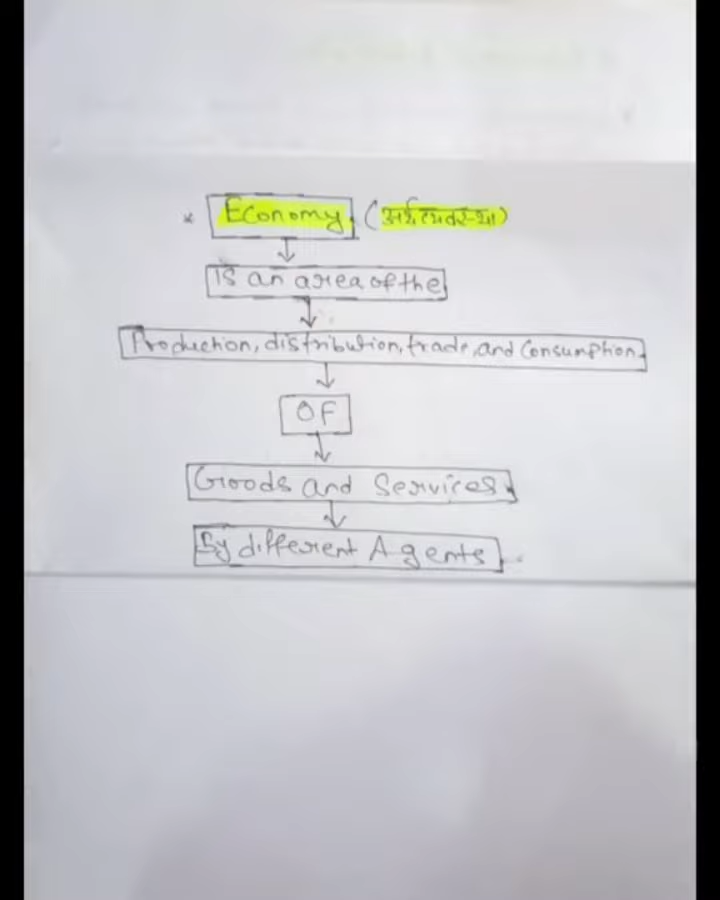 * Economy (अर्थव्यवस्था)
is an area of the
Production, distribution, trade, and Consumption
OF
Goods and Services
By different Agents.